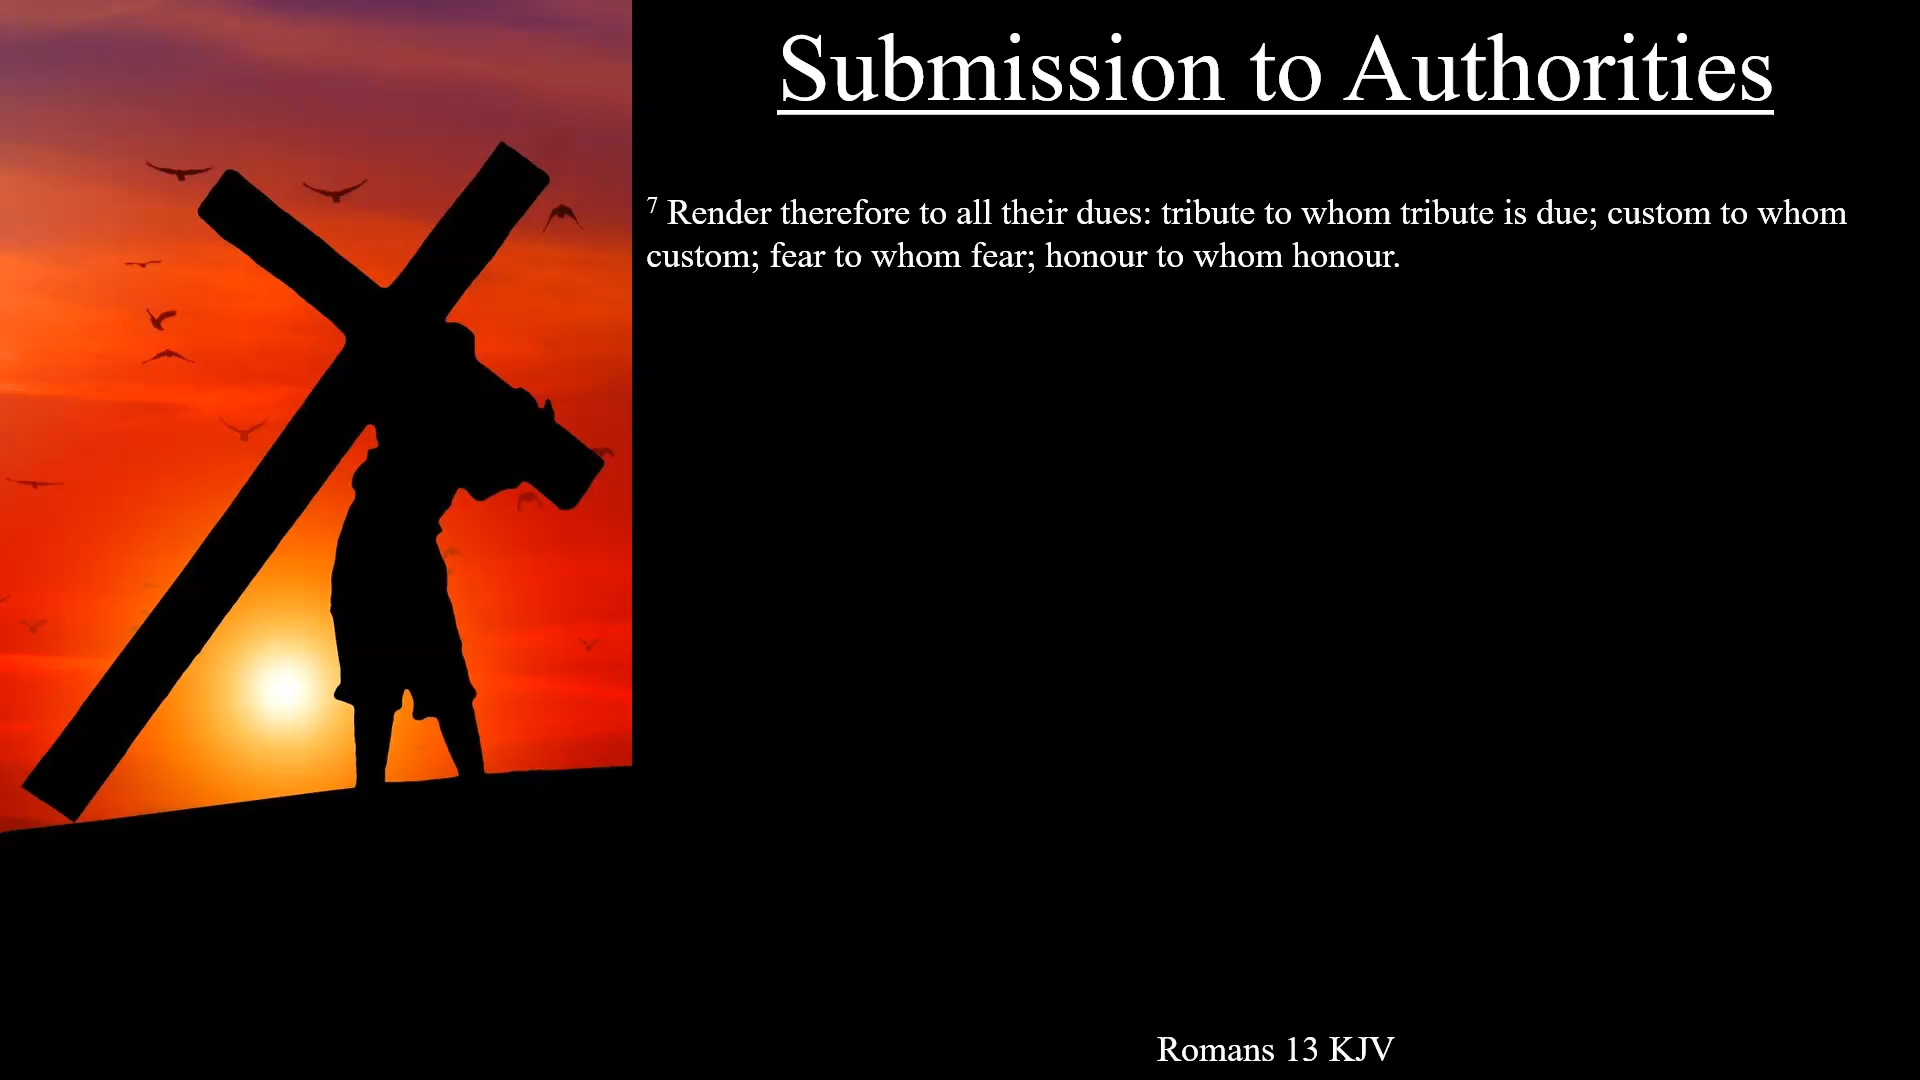 Submission to Authorities
7 Render therefore to all their dues: tribute to whom tribute is due; custom to whom
custom; fear to whom fear; honour to whom honour.
Romans 13 KJV